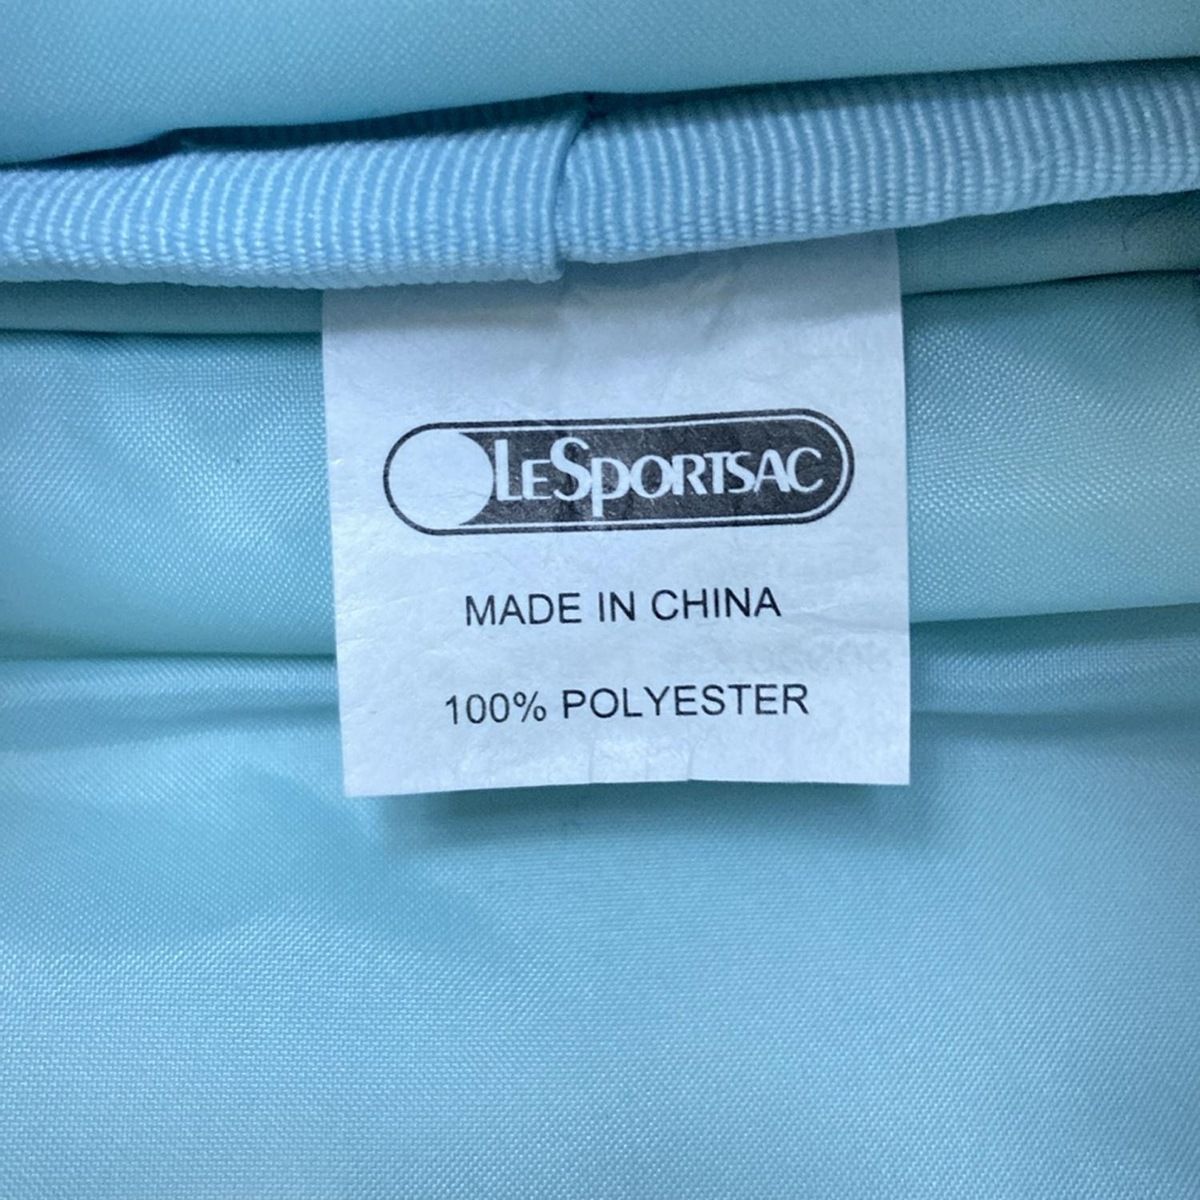 LESPORTSAC
MADE IN CHINA
100% POLYESTER